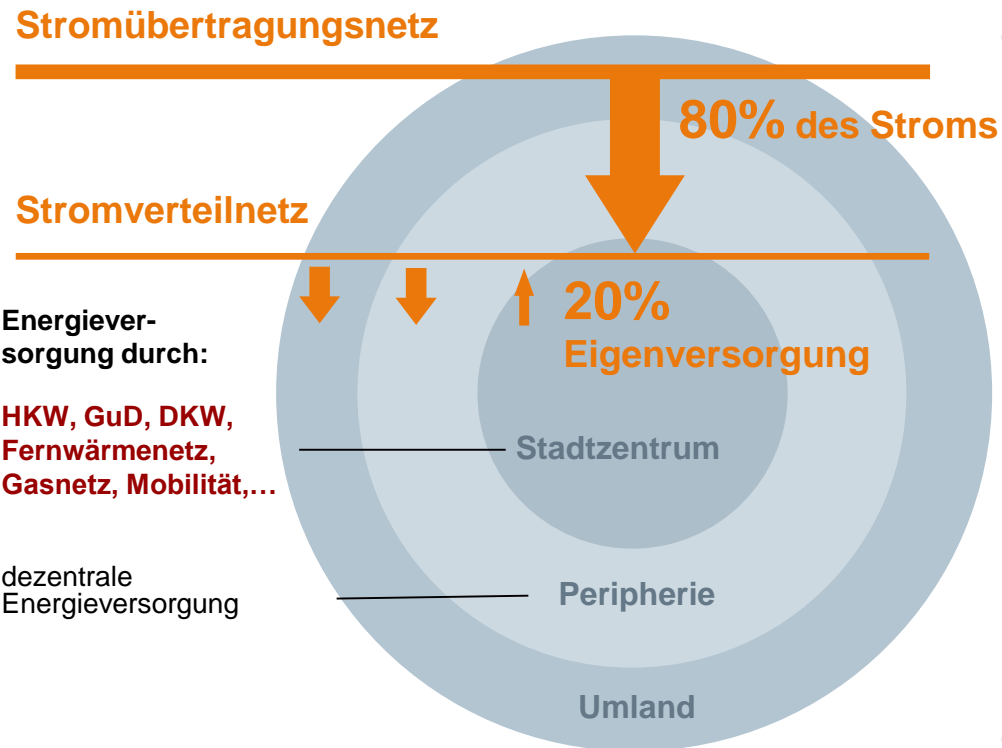 Stromübertragungsnetz
80% des Stroms
Stromverteilnetz
20%
Eigenversorgung
Energiever-
sorgung durch:
HKW, GuD, DKW,
Fernwärmenetz,
Gasnetz, Mobilität,…
Stadtzentrum
dezentrale
Energieversorgung
Peripherie
Umland